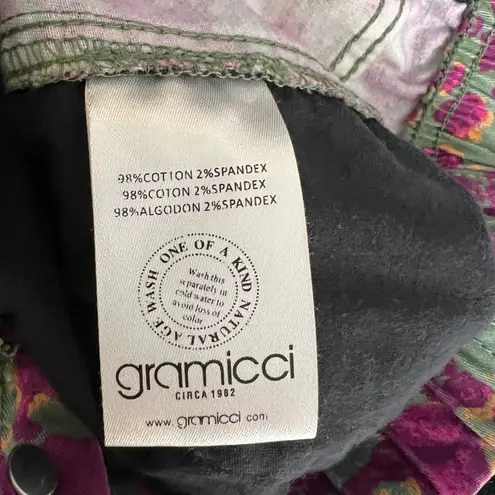 98%COTTON 2%SPANDEX
98%COTON 2%SPANDEX
98%ALGODON 2%SPANDEX
ONE OF A KIND NATURAL AGE WASH
Wash this
separately in
cold water to
avoid loss of
color
gramicci
CIRCA 1982
www.gramicci.com